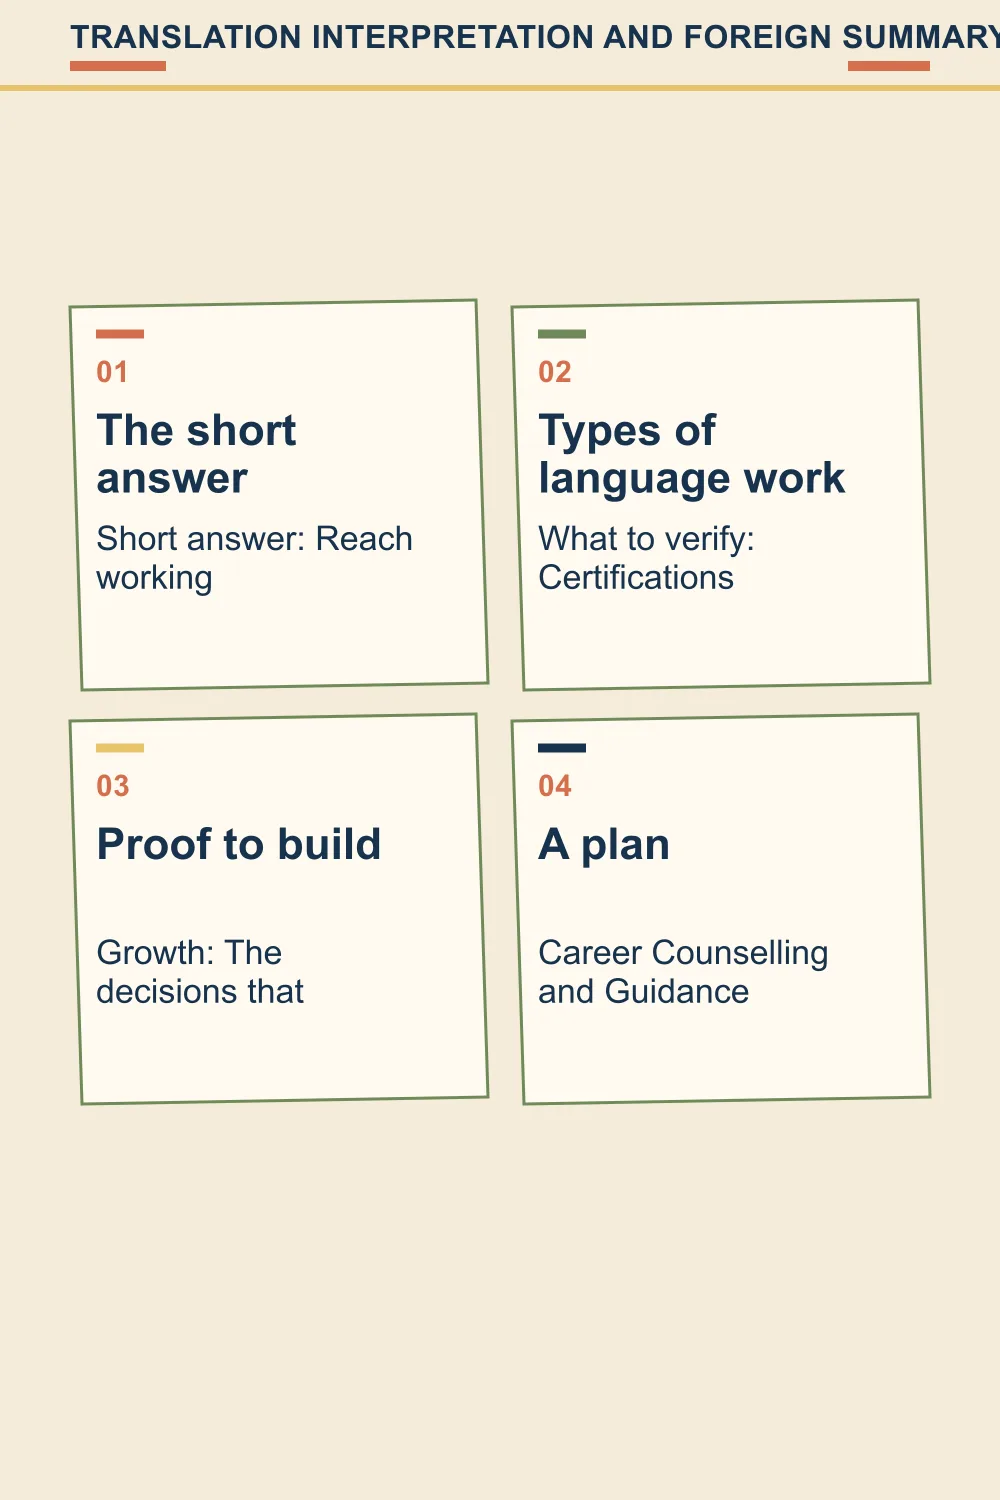 TRANSLATION INTERPRETATION AND FOREIGN SUMMARY
01
The short
answer
Short answer: Reach
working
02
Types of
language work
What to verify:
Certifications
03
Proof to build
Growth: The
decisions that
04
A plan
Career Counselling
and Guidance